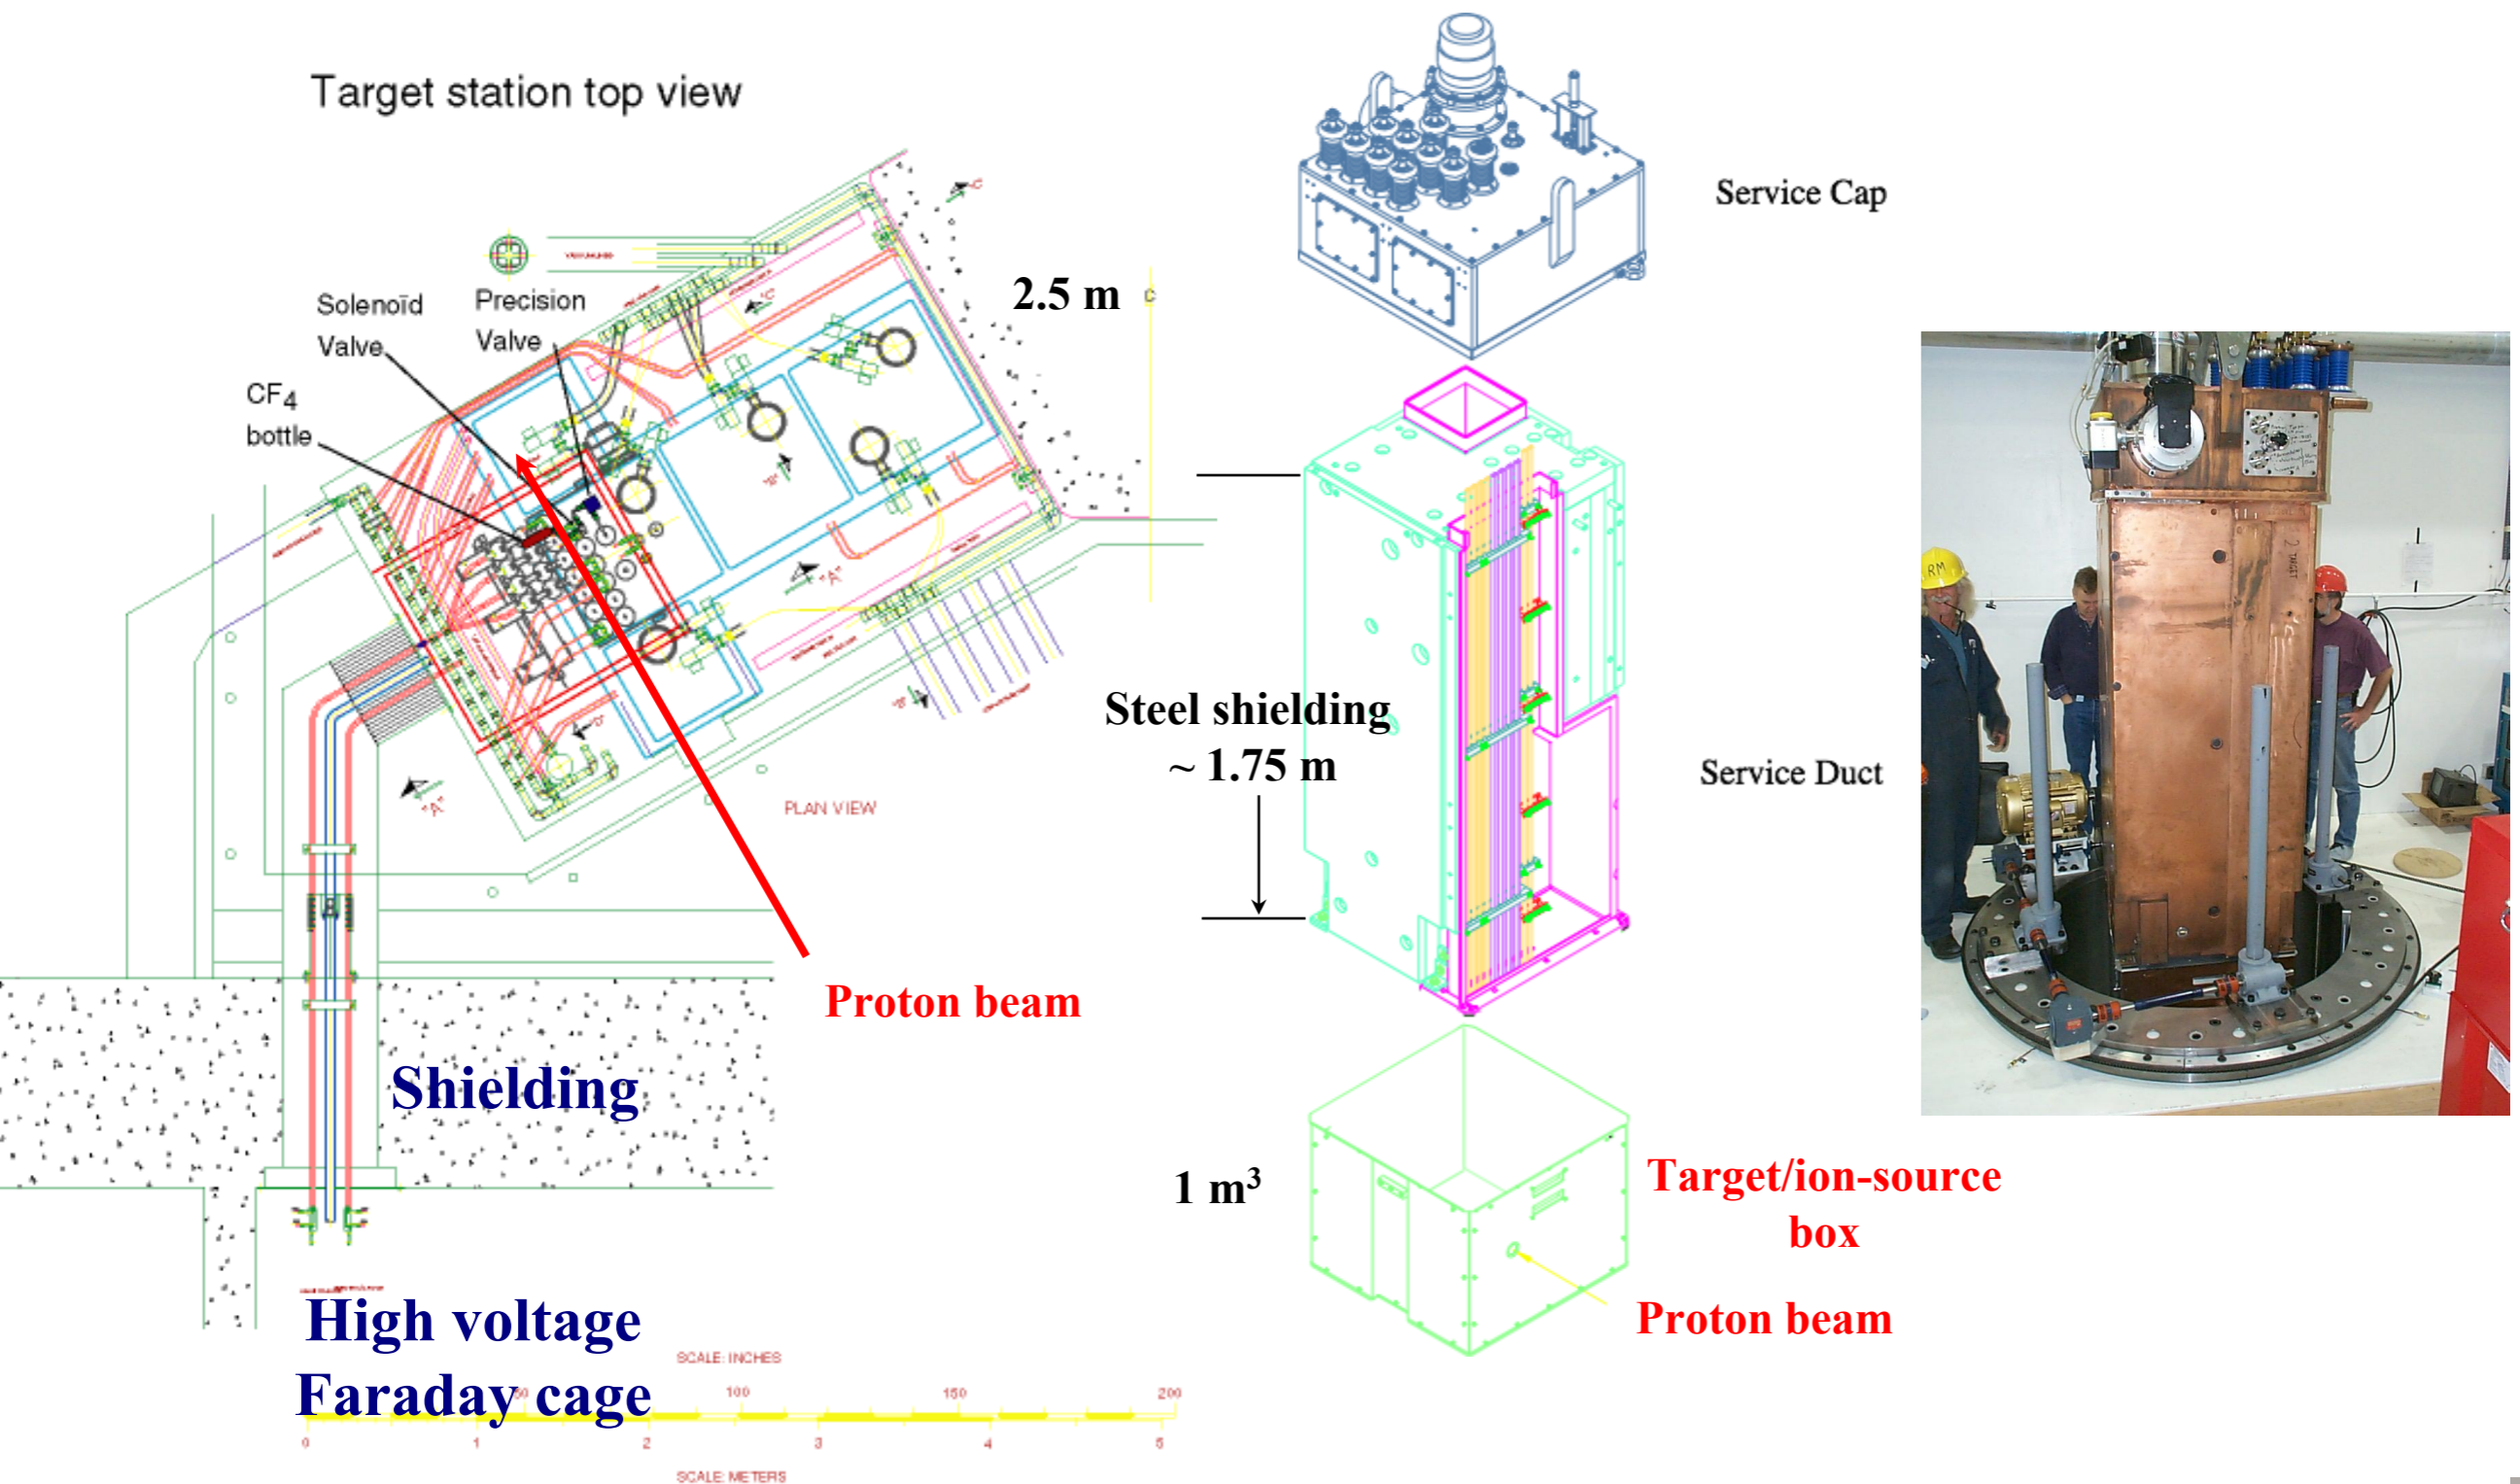 Target station top view
Service Cap
2.5 m
C
Solenoïd
Valve
Precision
Valve
CF4
bottle
"A"
Steel shielding
~ 1.75 m
Service Duct
"A"
PLAN VIEW
RM
Proton beam
Shielding
1 m³
Target/ion-source
box
Proton beam
High voltage
Faraday cage
SCALE: INCHES
50 100 150 200
0 1 2 3 4 5
SCALE: METERS